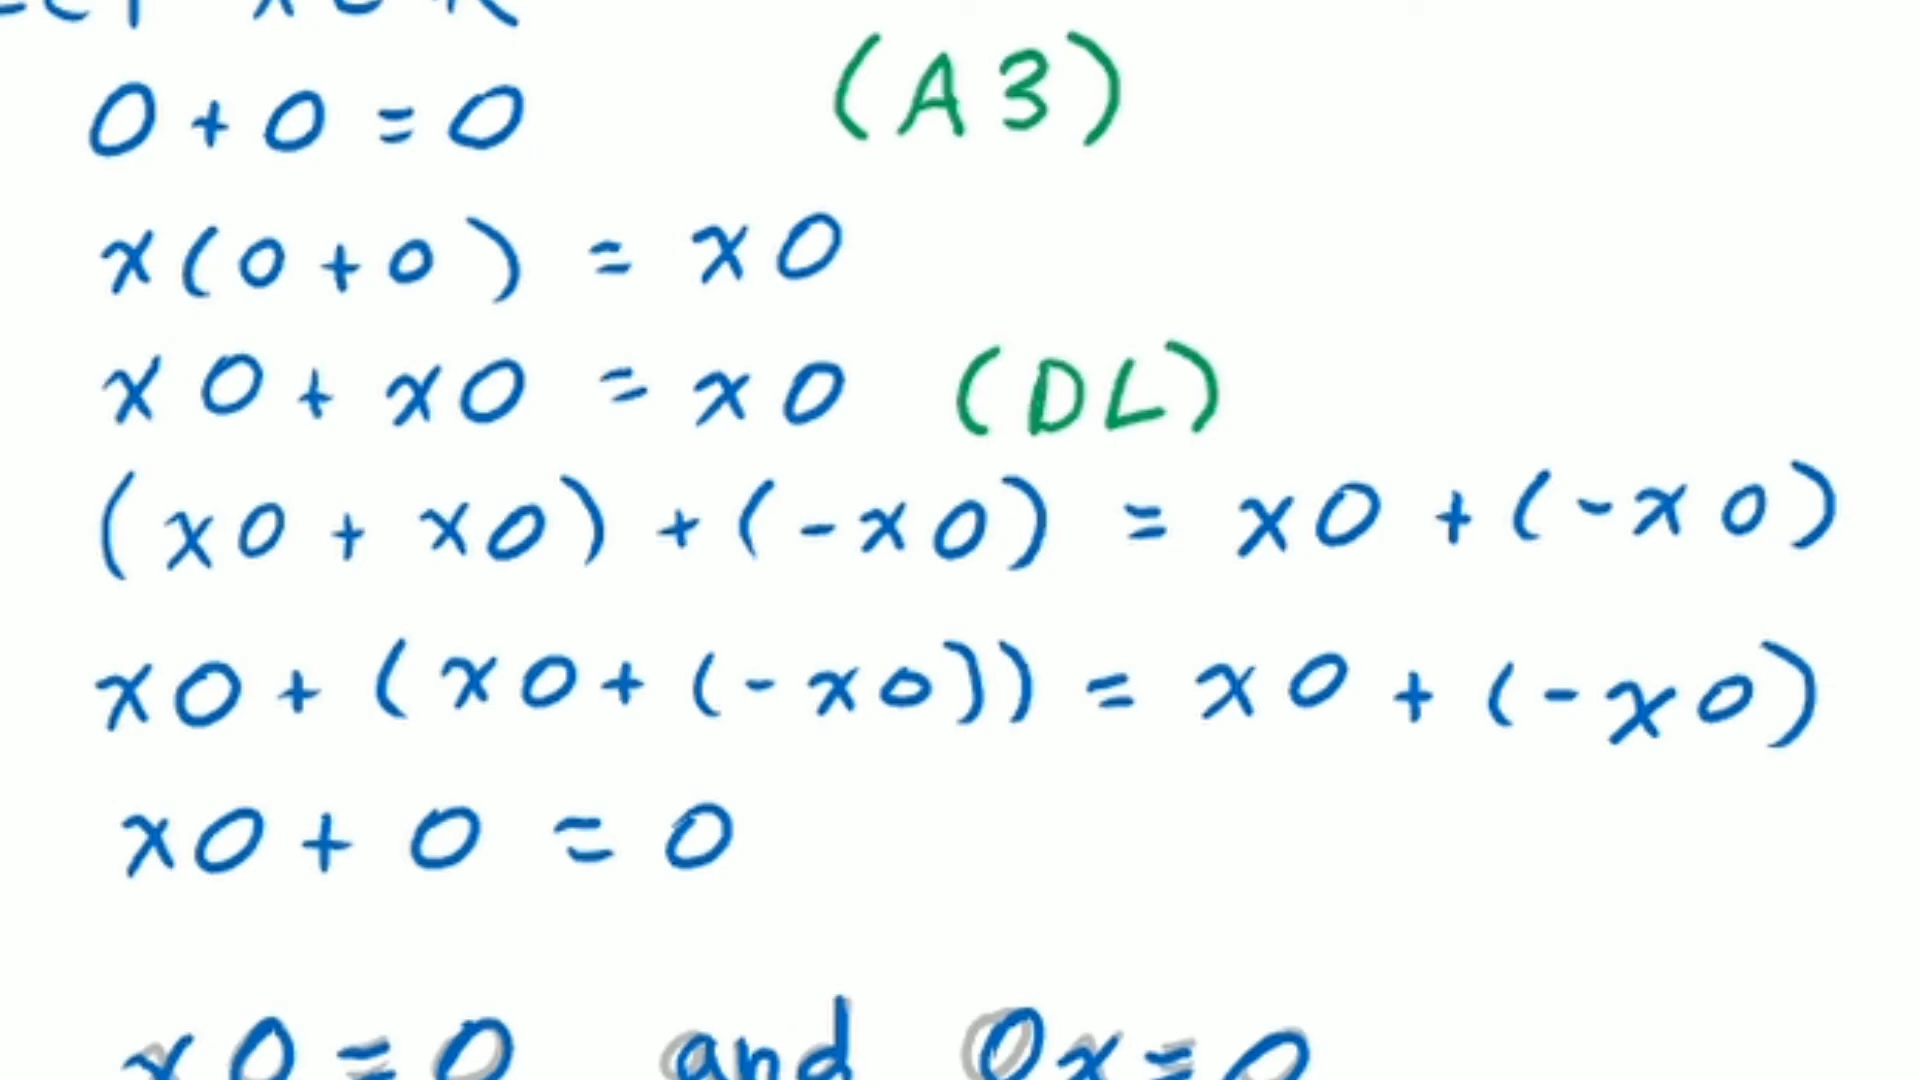 0 + 0 = 0 (A3)
x(0 + 0) = x0
x0 + x0 = x0 (DL)
(x0 + x0) + (-x0) = x0 + (-x0)
x0 + (x0 + (-x0)) = x0 + (-x0)
x0 + 0 = 0
x0 = 0 and 0x = 0